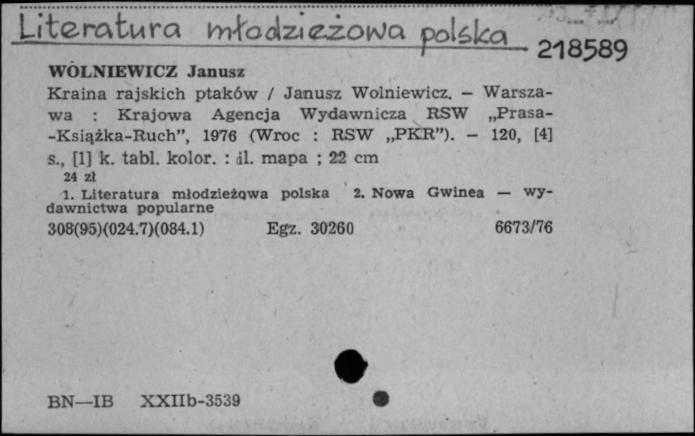 Literatura młodzieżowa polska
218589
WOLNIEWICZ Janusz
Kraina rajskich ptaków / Janusz Wolniewicz. — Warsza-
wa : Krajowa Agencja Wydawnicza RSW „Prasa-
-Książka-Ruch”, 1976 (Wroc : RSW „PKR”). — 120, [4]
s., [1] k. tabl. kolor. : il. mapa ; 22 cm
24 zł
1. Literatura młodzieżowa polska 2. Nowa Gwinea — wy-
dawnictwa popularne
308(95)(024.7)(084.1) Egz. 30260 6673/76
BN—IB XXIIb-3539